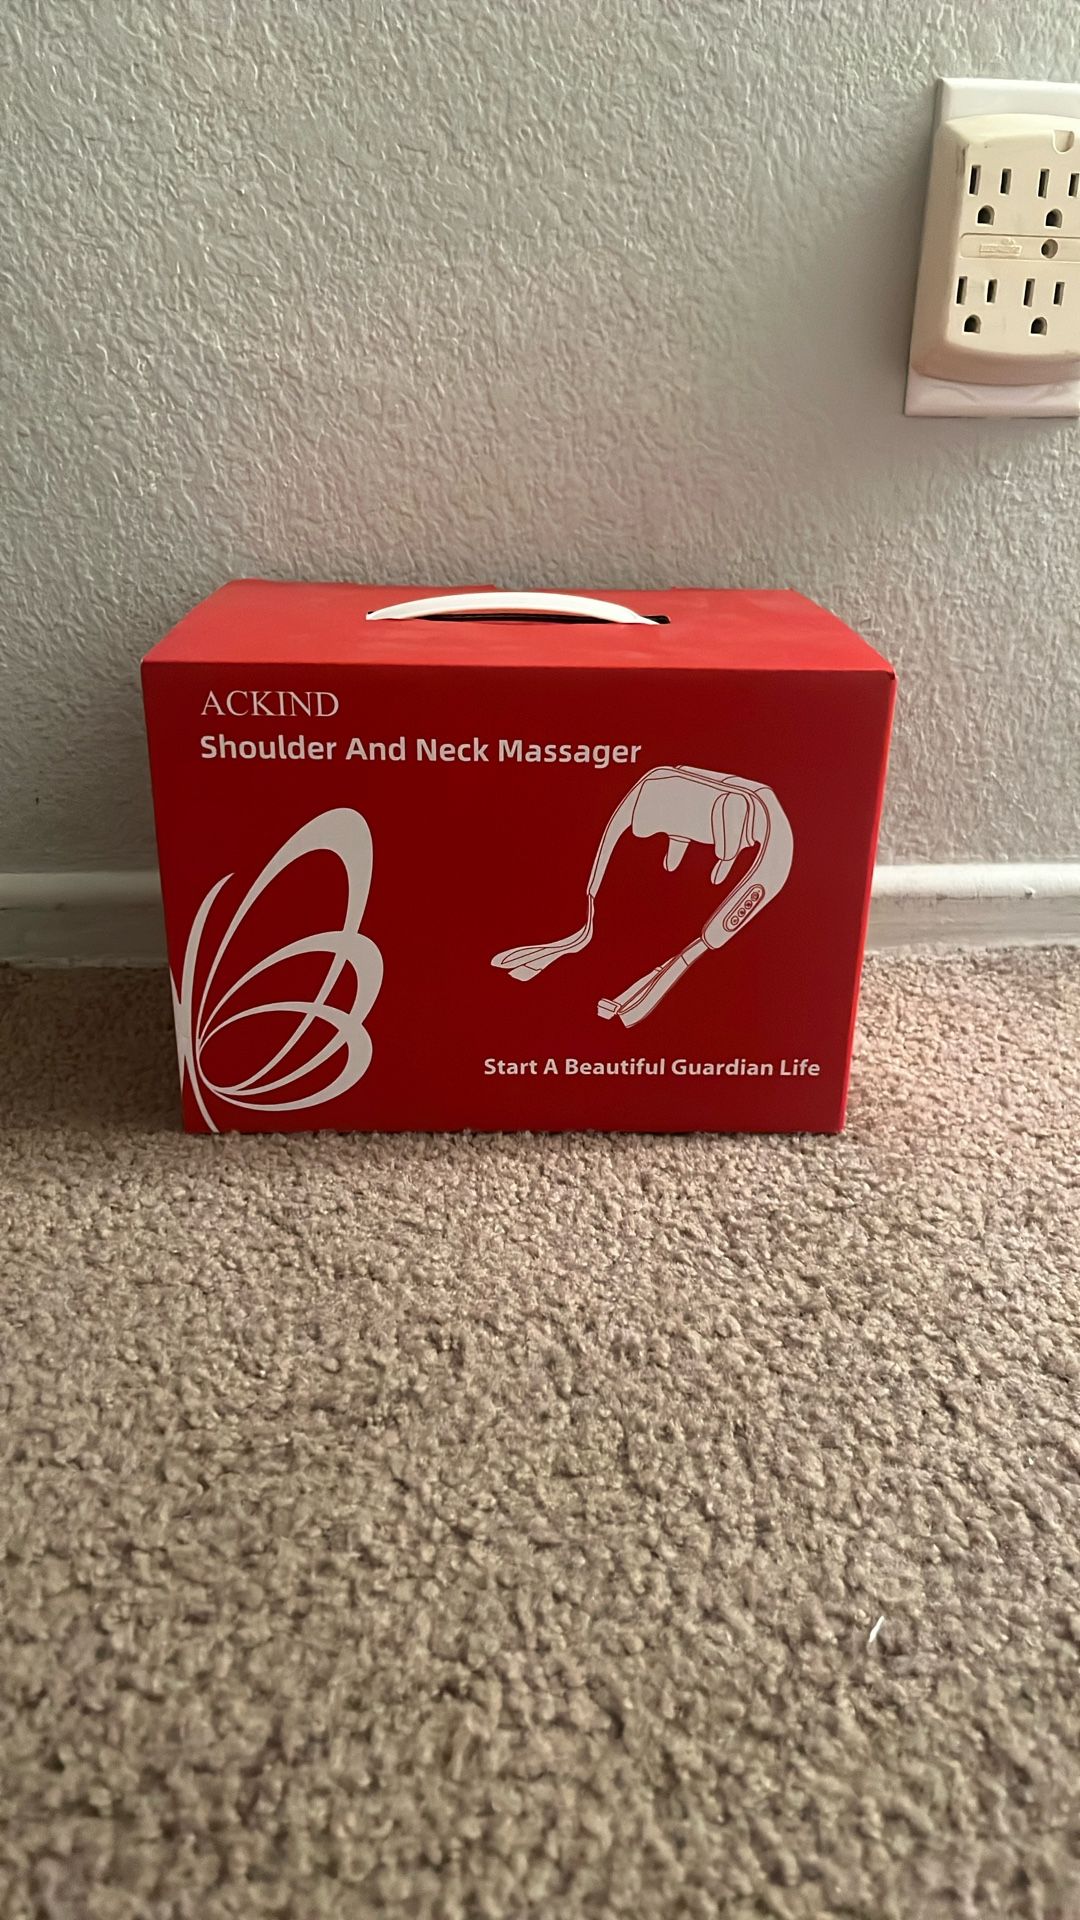 ACKIND
Shoulder And Neck Massager
Start A Beautiful Guardian Life